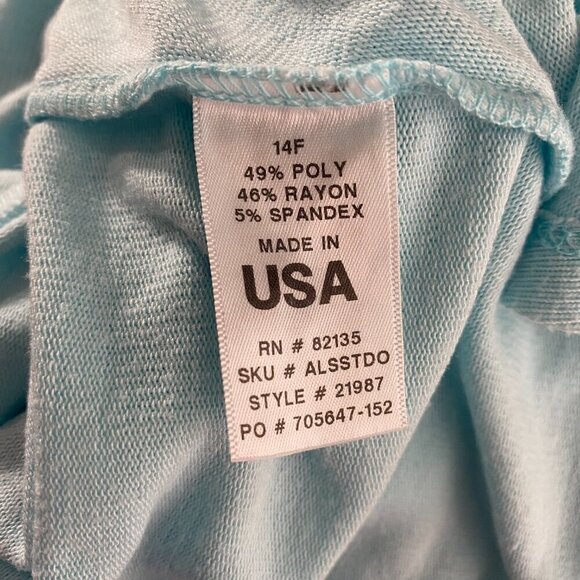 14F
49% POLY
46% RAYON
5% SPANDEX
MADE IN
USA
RN # 82135
SKU # ALSSTDO
STYLE # 21987
PO # 705647-152